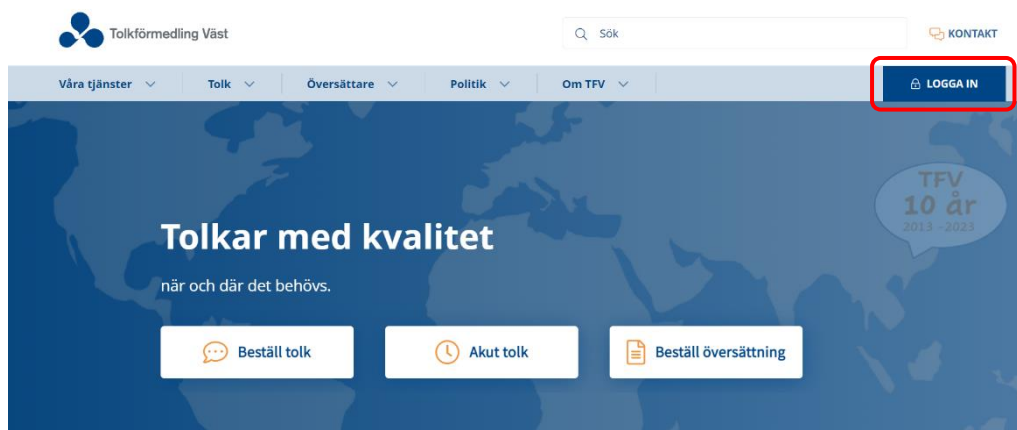 Tolkförmedling Väst
Sök
KONTAKT
Våra tjänster
Tolk
Översättare
Politik
Om TFV
LOGGA IN
TFV
10 år
2013 - 2023
Tolkar med kvalitet
när och där det behövs.
Beställ tolk
Akut tolk
Beställ översättning